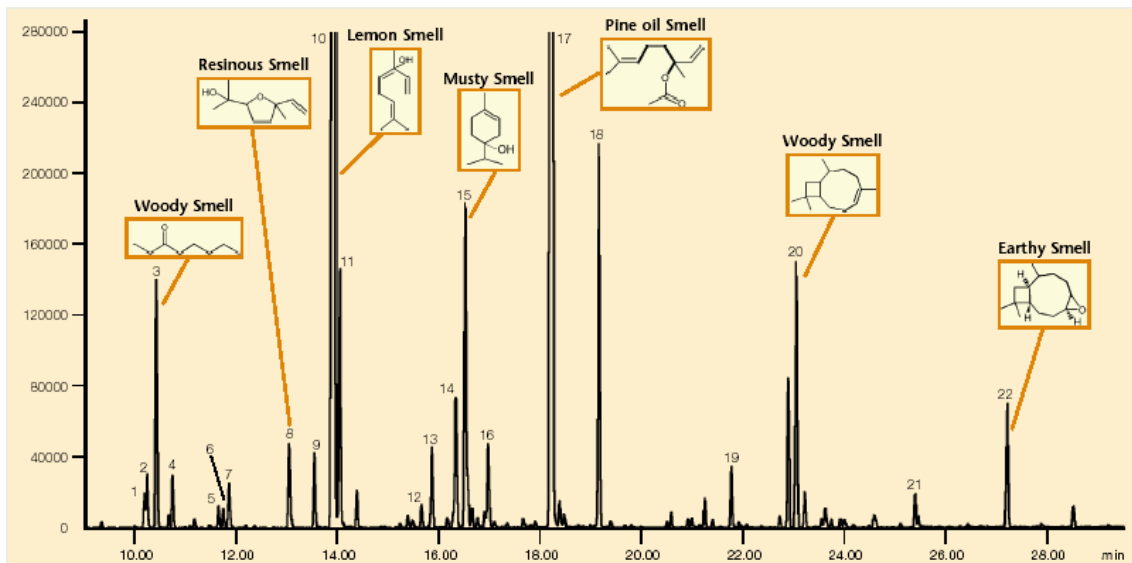 Pine oil Smell
280000
10
Lemon Smell
17
OH
Resinous Smell
HO
O
Musty Smell
O
O
240000
OH
18
Woody Smell
200000
Woody Smell
15
O
160000
3
11
20
Earthy Smell
H
O
H
H
120000
14
22
80000
8
13
16
6
9
40000
2
4
7
19
1
5
12
21
0
10.00
12.00
14.00
16.00
18.00
20.00
22.00
24.00
26.00
28.00
min